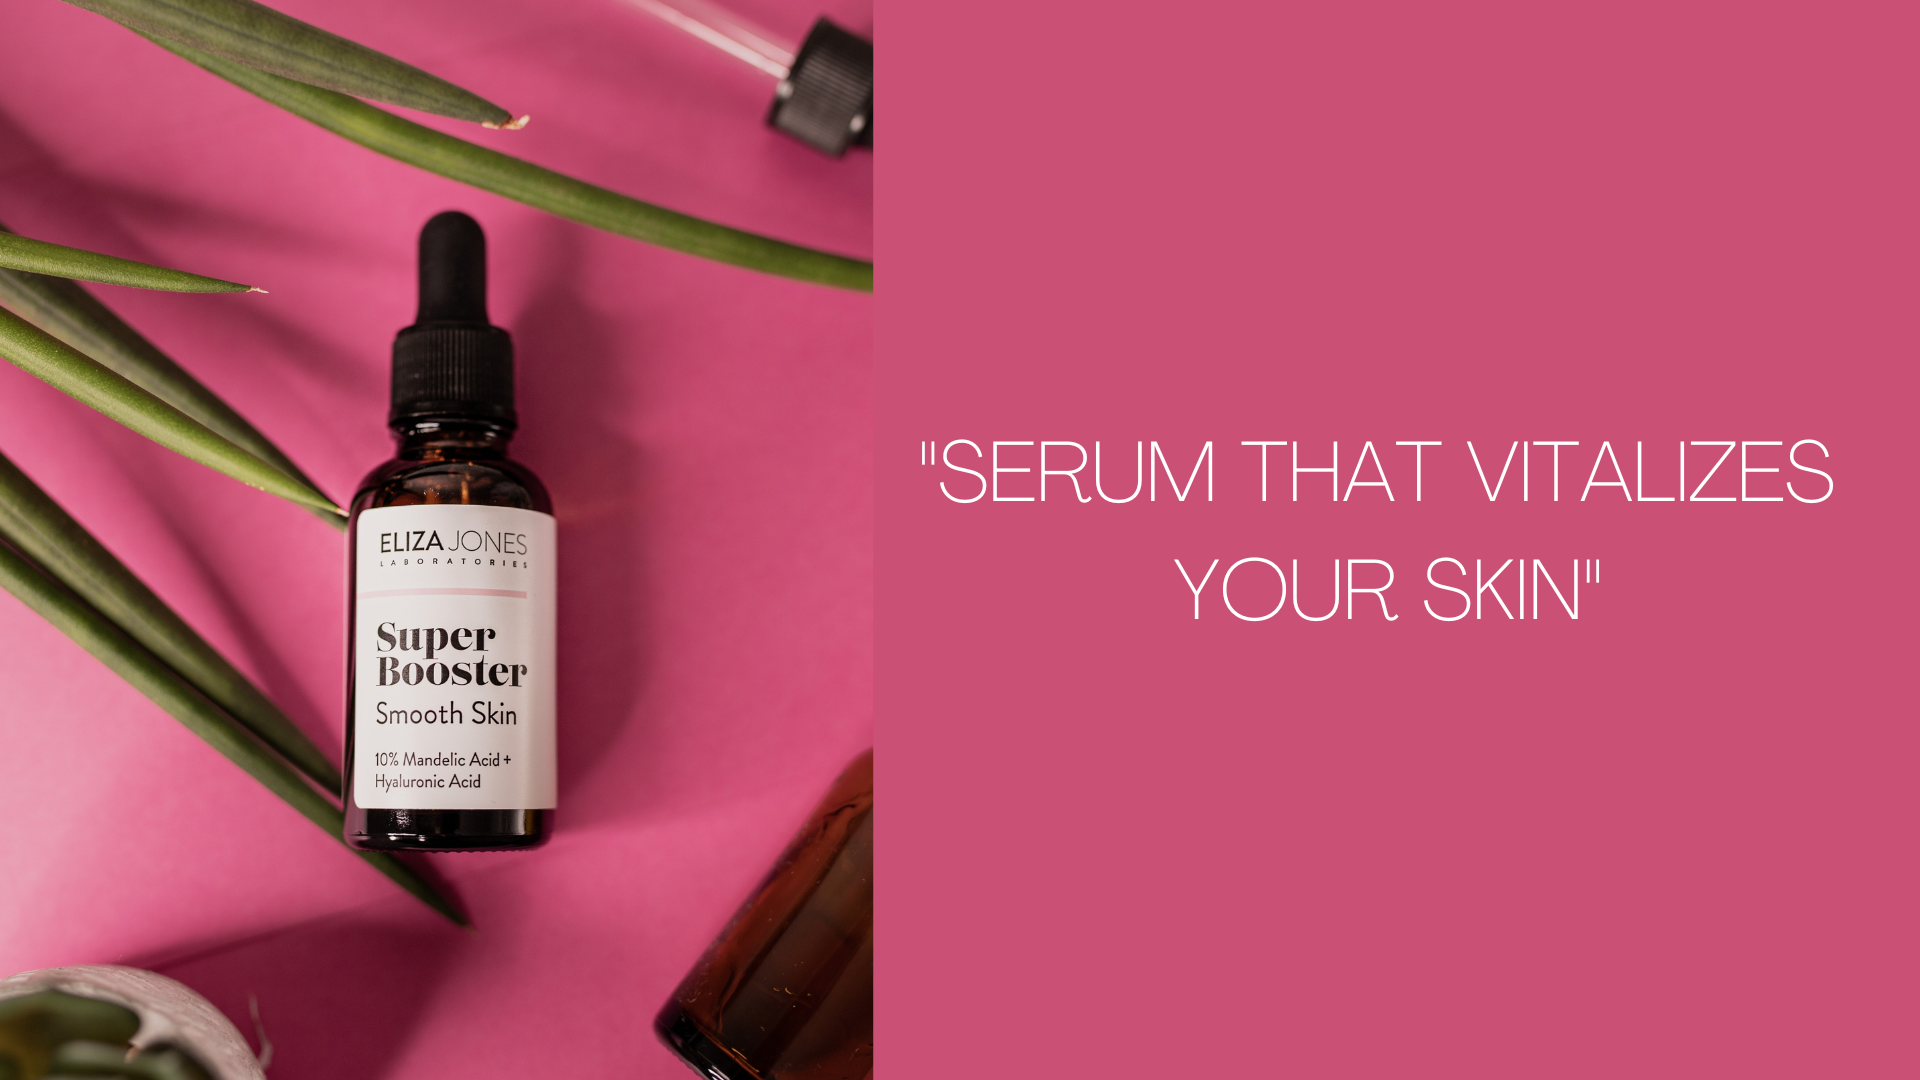 ELIZA JONES
LABORATORIES
Super
Booster
Smooth Skin
10% Mandelic Acid +
Hyaluronic Acid
"SERUM THAT VITALIZES
YOUR SKIN"